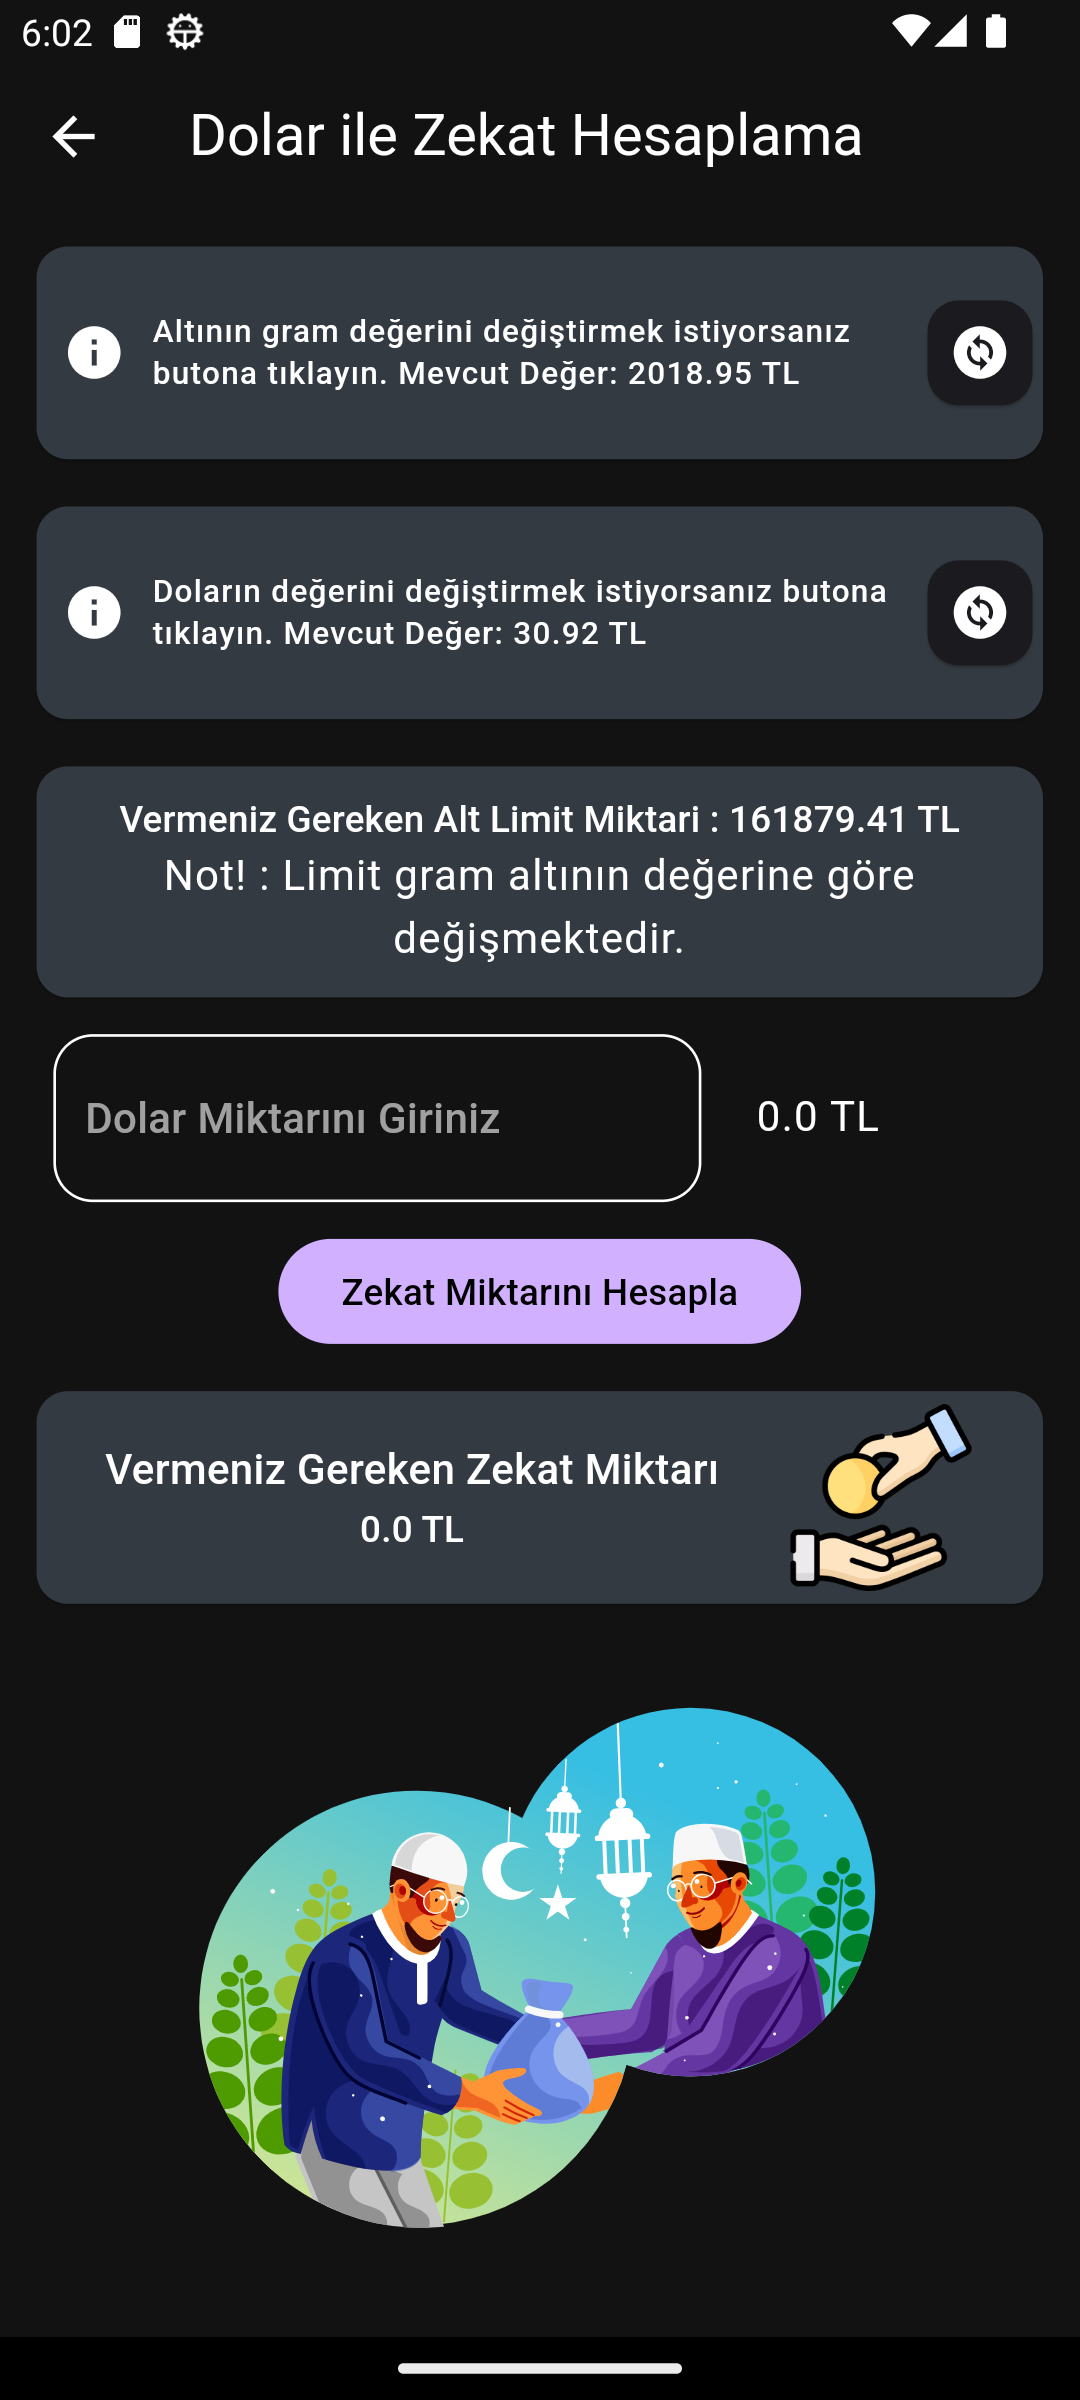 6:02
Dolar ile Zekat Hesaplama
Altının gram değerini değiştirmek istiyorsanız
butona tıklayın. Mevcut Değer: 2018.95 TL
Doların değerini değiştirmek istiyorsanız butona
tıklayın. Mevcut Değer: 30.92 TL
Vermeniz Gereken Alt Limit Miktari : 161879.41 TL
Not! : Limit gram altının değerine göre
değişmektedir.
Dolar Miktarını Giriniz
0.0 TL
Zekat Miktarını Hesapla
Vermeniz Gereken Zekat Miktarı
0.0 TL